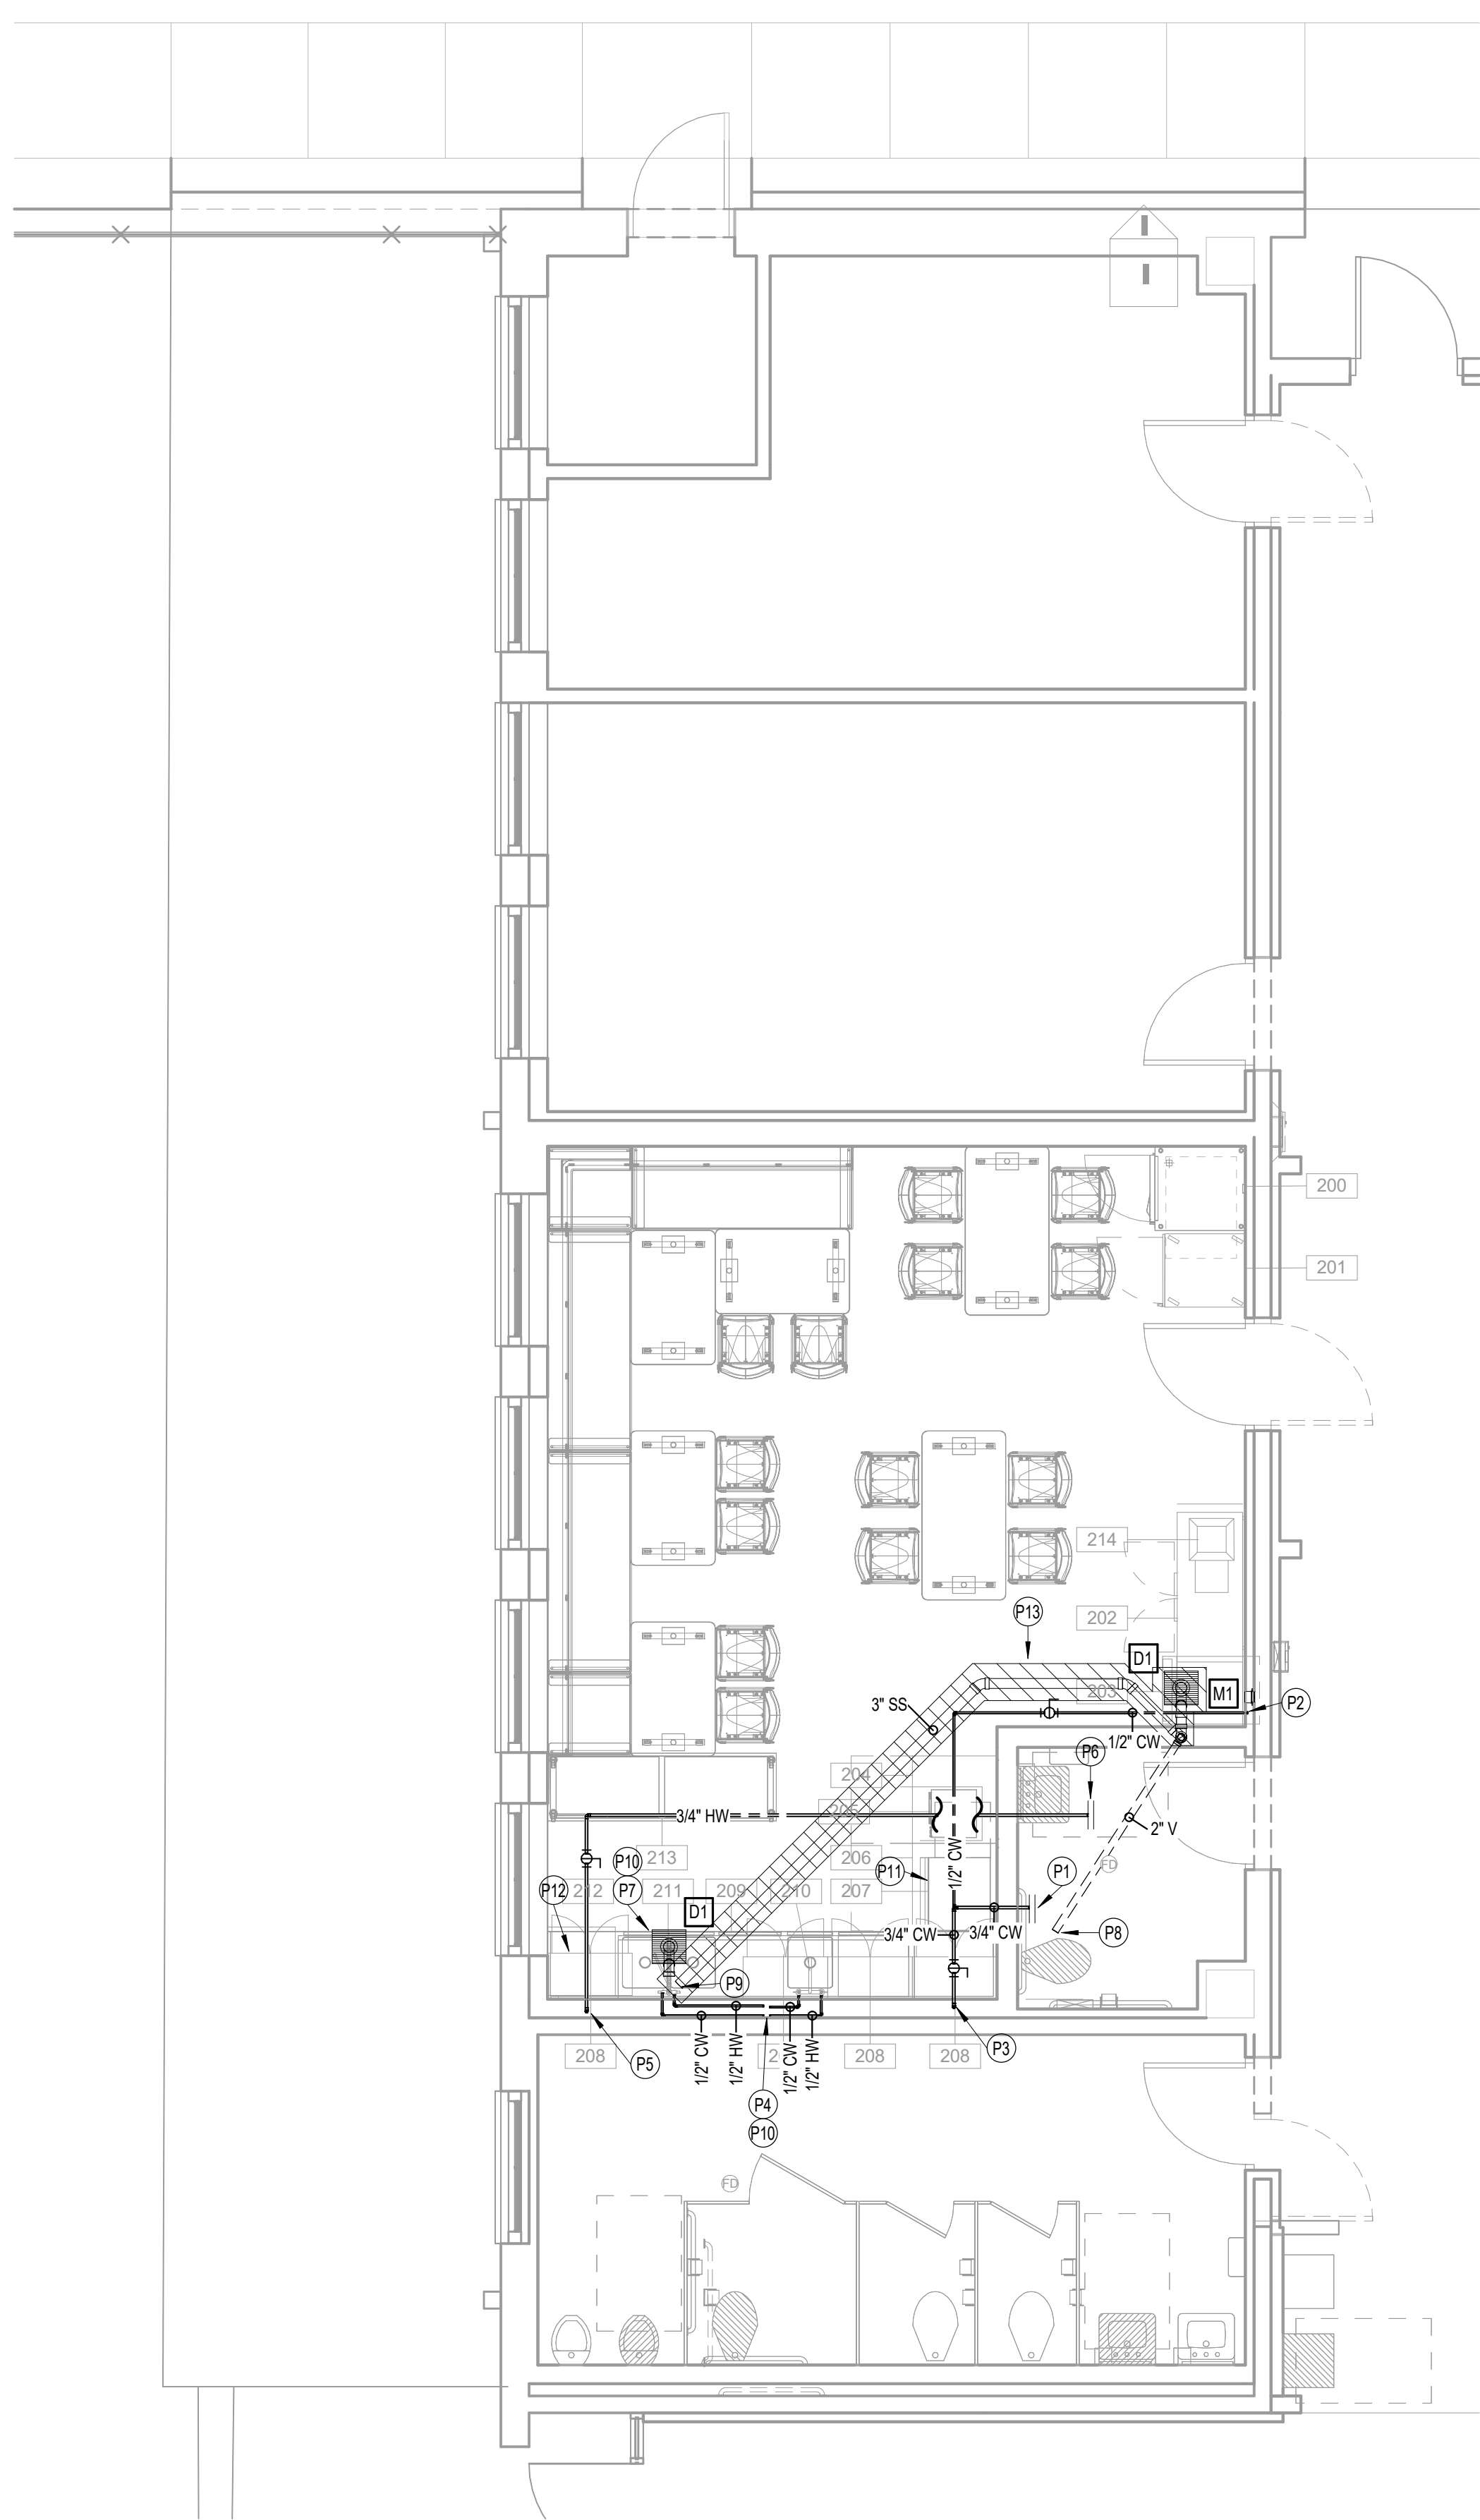 200
201
214
P13
202
D1
203
M1
P2
3" SS
1/2" CW
P6
204
205
3/4" HW
2" V
213
206
P10
P11
1/2" CW
P1
FD
P12
212
P7
211
209
210
207
D1
3/4" CW
3/4" CW
P8
P9
208
P5
1/2" CW
1/2" HW
1/2" CW
1/2" HW
208
208
P3
P4
P10
FD